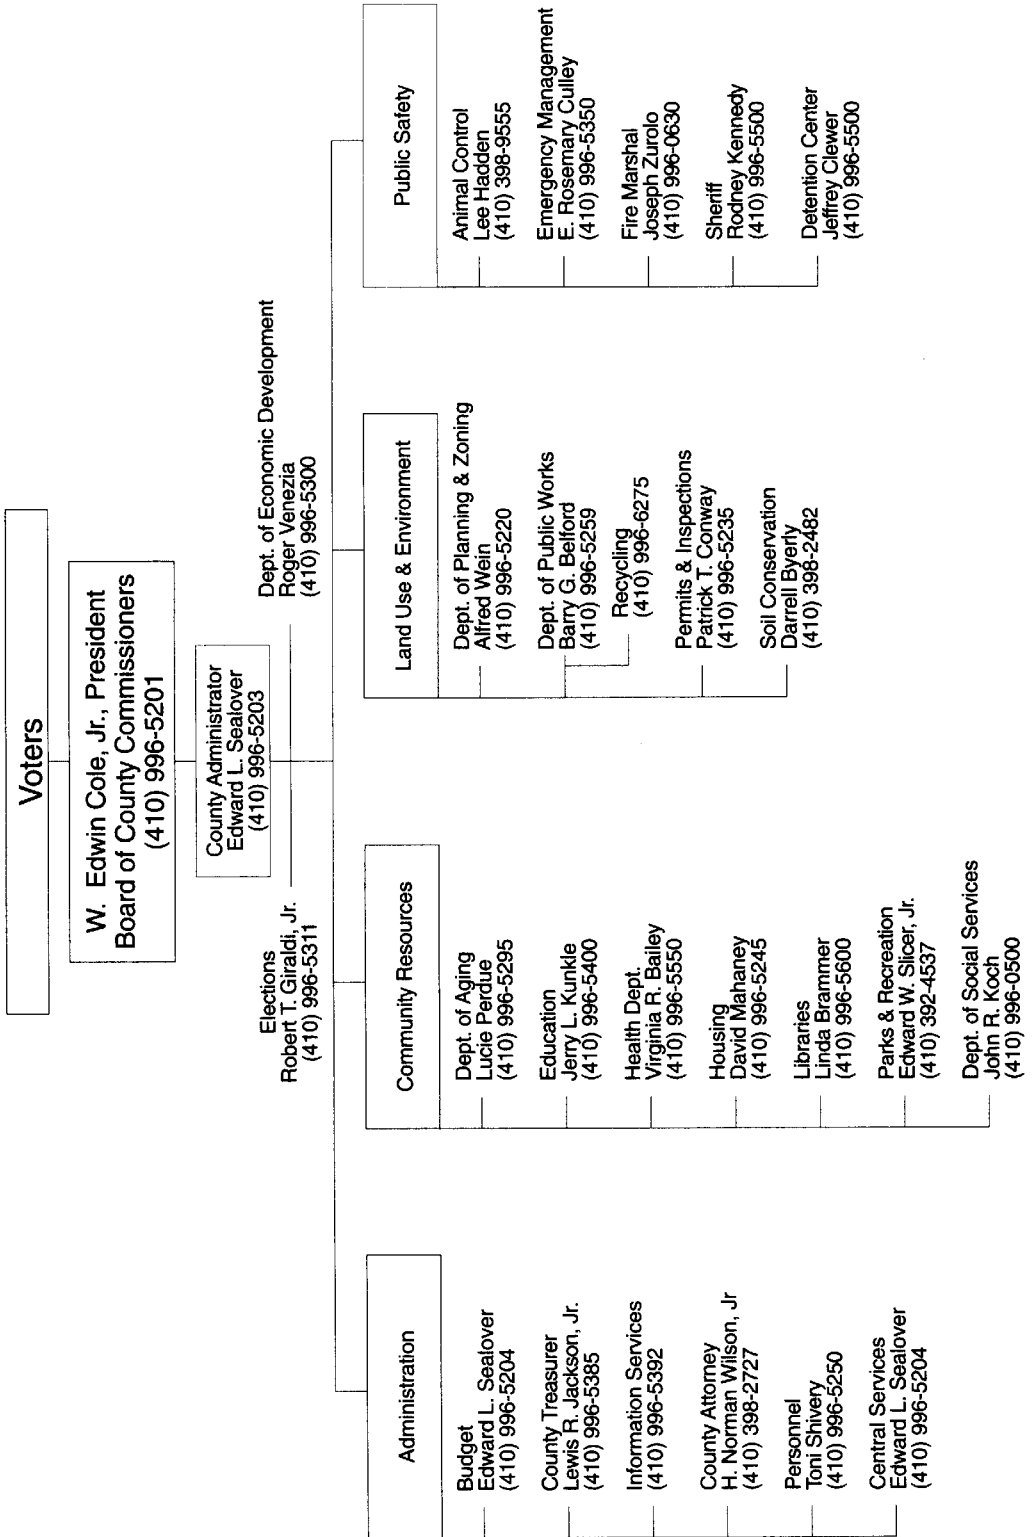 Voters
W. Edwin Cole, Jr., President
Board of County Commissioners
(410) 996-5201
County Administrator
Edward L. Sealover
(410) 996-5203
Elections
Robert T. Giraldi, Jr.
(410) 996-5311
Dept. of Economic Development
Roger Venezia
(410) 996-5300
Administration
Budget
Edward L. Sealover
(410) 996-5204
County Treasurer
Lewis R. Jackson, Jr.
(410) 996-5385
Information Services
(410) 996-5392
County Attorney
H. Norman Wilson, Jr
(410) 398-2727
Personnel
Toni Shivery
(410) 996-5250
Central Services
Edward L. Sealover
(410) 996-5204
Community Resources
Dept. of Aging
Lucie Perdue
(410) 996-5295
Education
Jerry L. Kunkle
(410) 996-5400
Health Dept.
Virginia R. Bailey
(410) 996-5550
Housing
David Mahaney
(410) 996-5245
Libraries
Linda Brammer
(410) 996-5600
Parks & Recreation
Edward W. Slicer, Jr.
(410) 392-4537
Dept. of Social Services
John R. Koch
(410) 996-0500
Land Use & Environment
Dept. of Planning & Zoning
Alfred Wein
(410) 996-5220
Dept. of Public Works
Barry G. Belford
(410) 996-5259
Recycling
(410) 996-6275
Permits & Inspections
Patrick T. Conway
(410) 996-5235
Soil Conservation
Darrell Byerly
(410) 398-2482
Public Safety
Animal Control
Lee Hadden
(410) 398-9555
Emergency Management
E. Rosemary Culley
(410) 996-5350
Fire Marshal
Joseph Zurolo
(410) 996-0630
Sheriff
Rodney Kennedy
(410) 996-5500
Detention Center
Jeffrey Clewer
(410) 996-5500